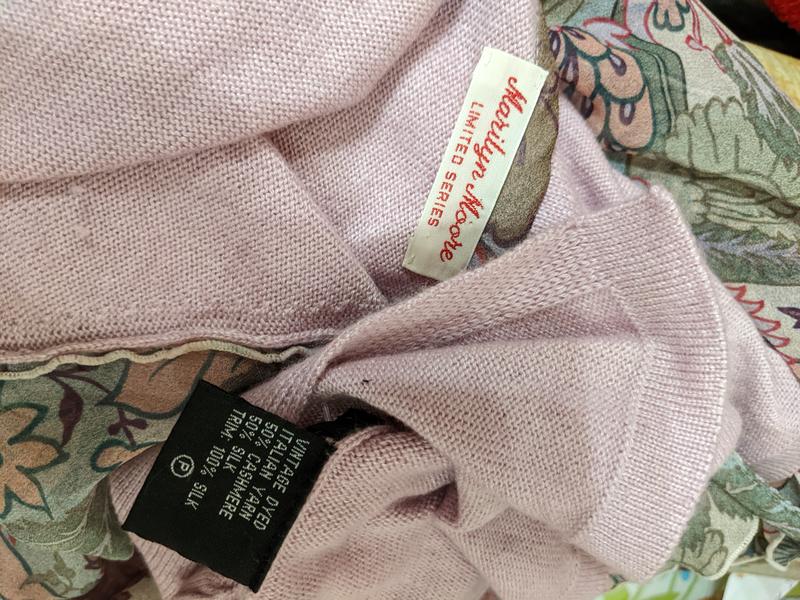 Marilyn Moore
LIMITED SERIES
VINTAGE DYED
ITALIAN YARN
50% CASHMERE
50% SILK
TRIM: 100% SILK
P